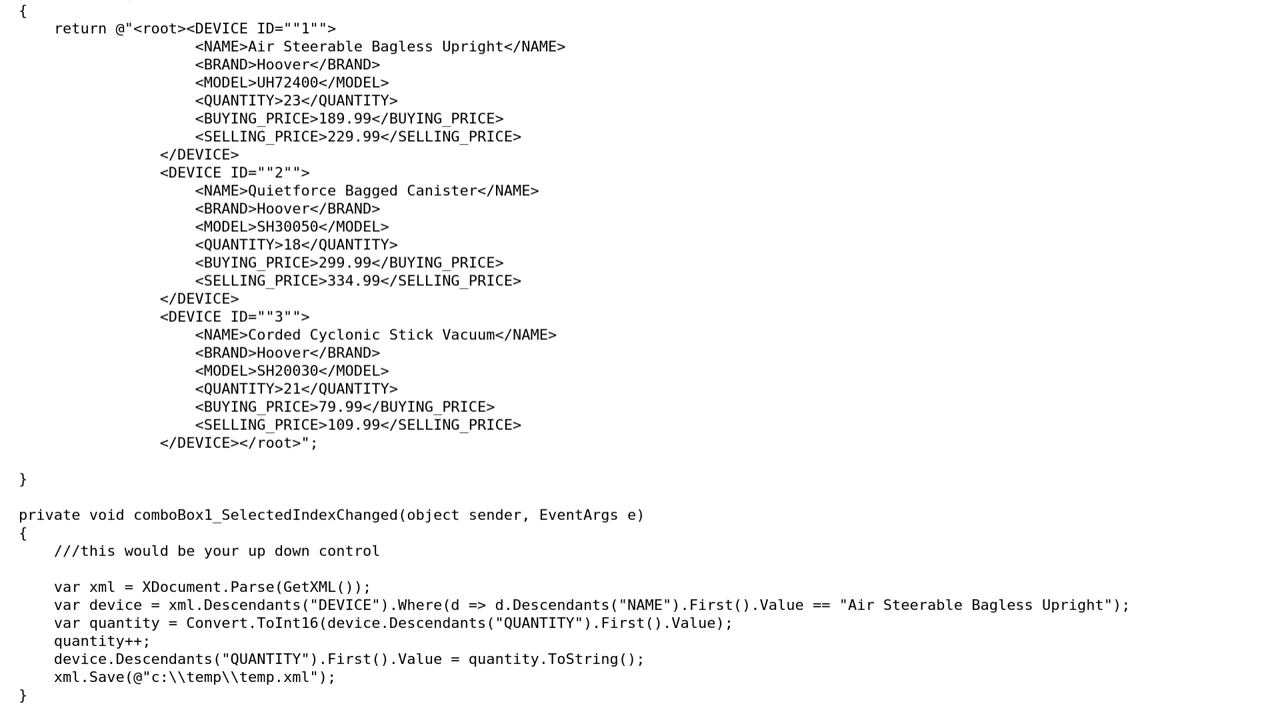 {
    return @"<root><DEVICE ID=""1"">
                    <NAME>Air Steerable Bagless Upright</NAME>
                    <BRAND>Hoover</BRAND>
                    <MODEL>UH72400</MODEL>
                    <QUANTITY>23</QUANTITY>
                    <BUYING_PRICE>189.99</BUYING_PRICE>
                    <SELLING_PRICE>229.99</SELLING_PRICE>
                </DEVICE>
                <DEVICE ID=""2"">
                    <NAME>Quietforce Bagged Canister</NAME>
                    <BRAND>Hoover</BRAND>
                    <MODEL>SH30050</MODEL>
                    <QUANTITY>18</QUANTITY>
                    <BUYING_PRICE>299.99</BUYING_PRICE>
                    <SELLING_PRICE>334.99</SELLING_PRICE>
                </DEVICE>
                <DEVICE ID=""3"">
                    <NAME>Corded Cyclonic Stick Vacuum</NAME>
                    <BRAND>Hoover</BRAND>
                    <MODEL>SH20030</MODEL>
                    <QUANTITY>21</QUANTITY>
                    <BUYING_PRICE>79.99</BUYING_PRICE>
                    <SELLING_PRICE>109.99</SELLING_PRICE>
                </DEVICE></root>";

}

private void comboBox1_SelectedIndexChanged(object sender, EventArgs e)
{
    ///this would be your up down control

    var xml = XDocument.Parse(GetXML());
    var device = xml.Descendants("DEVICE").Where(d => d.Descendants("NAME").First().Value == "Air Steerable Bagless Upright");
    var quantity = Convert.ToInt16(device.Descendants("QUANTITY").First().Value);
    quantity++;
    device.Descendants("QUANTITY").First().Value = quantity.ToString();
    xml.Save(@"c:\\temp\\temp.xml");
}